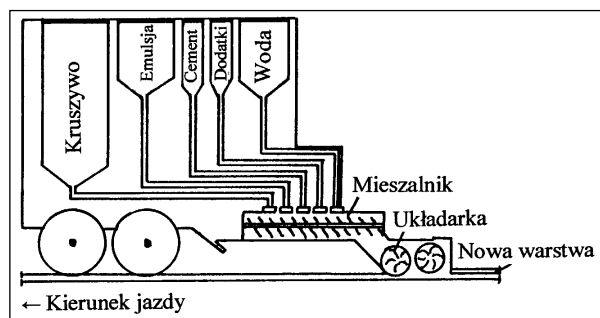 Kruszywo
Emulsja
Cement
Dodatki
Woda
Mieszalnik
Układarka
Nowa warstwa
← Kierunek jazdy